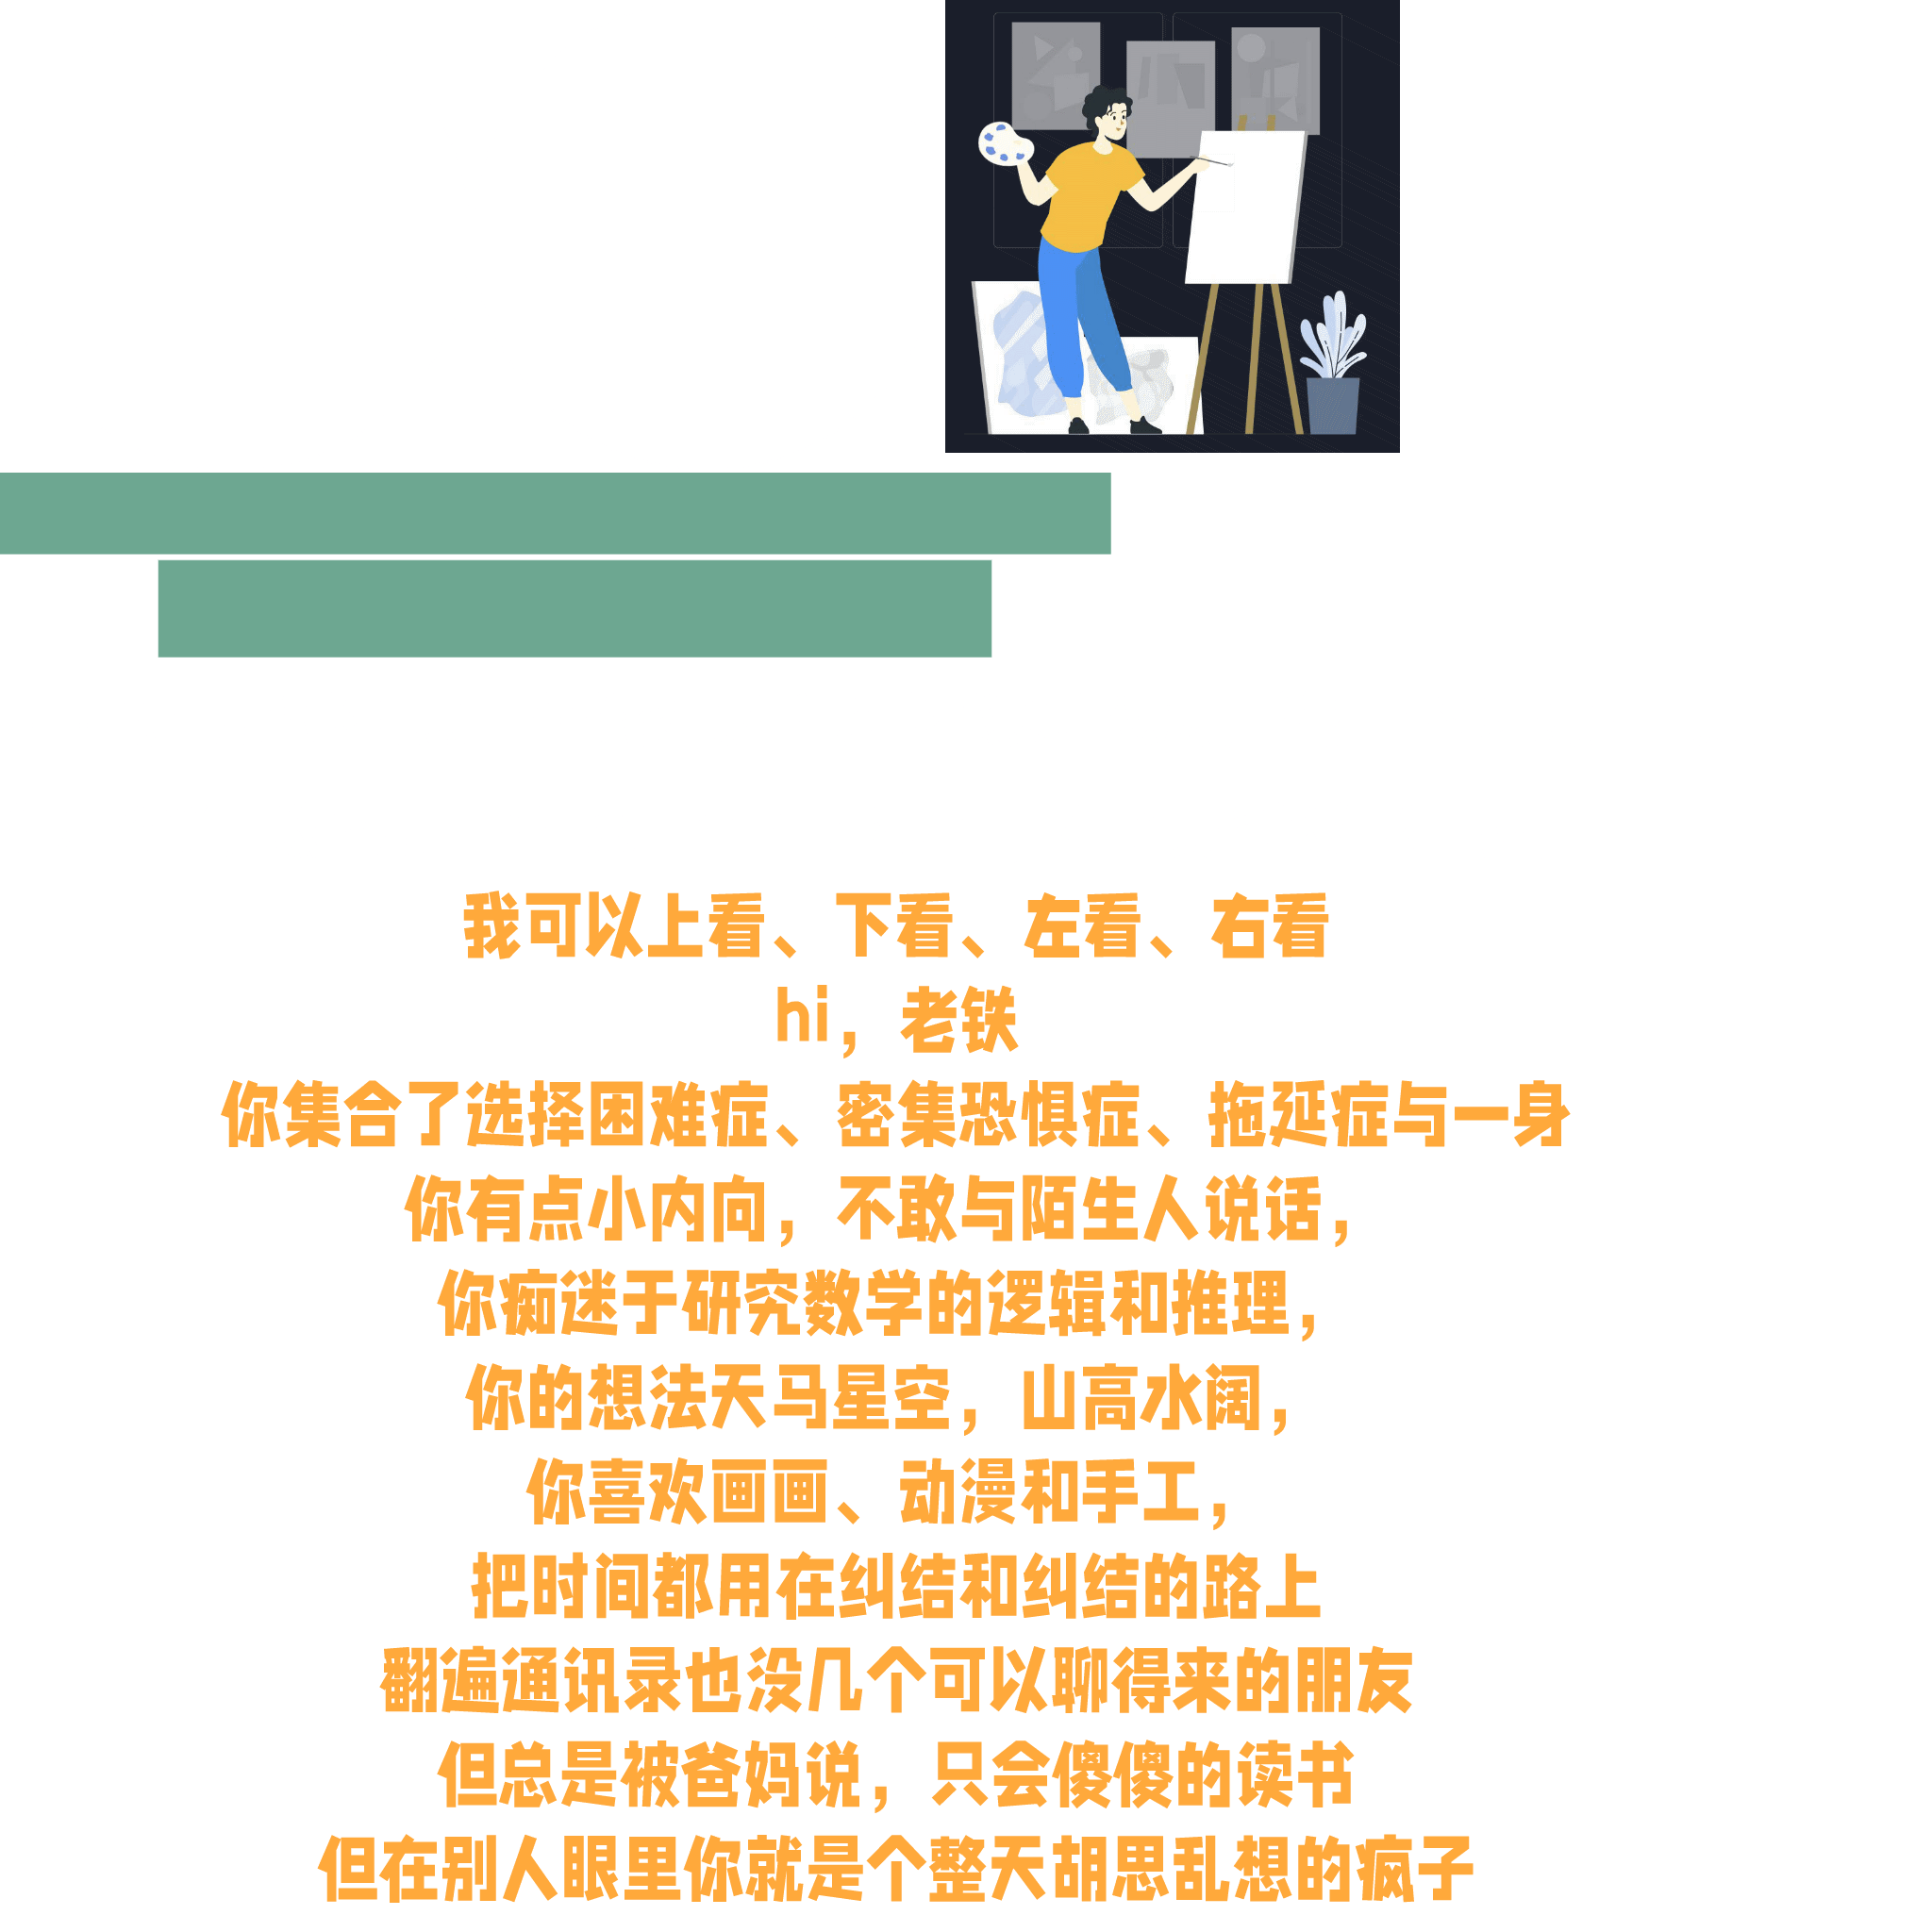 我可以上看、下看、左看、右看
hi，老铁
你集合了选择困难症、密集恐惧症、拖延症与一身
你有点小内向，不敢与陌生人说话，
你痴迷于研究数学的逻辑和推理，
你的想法天马星空，山高水阔，
你喜欢画画、动漫和手工，
把时间都用在纠结和纠结的路上
翻遍通讯录也没几个可以聊得来的朋友
但总是被爸妈说，只会傻傻的读书
但在别人眼里你就是个整天胡思乱想的疯子